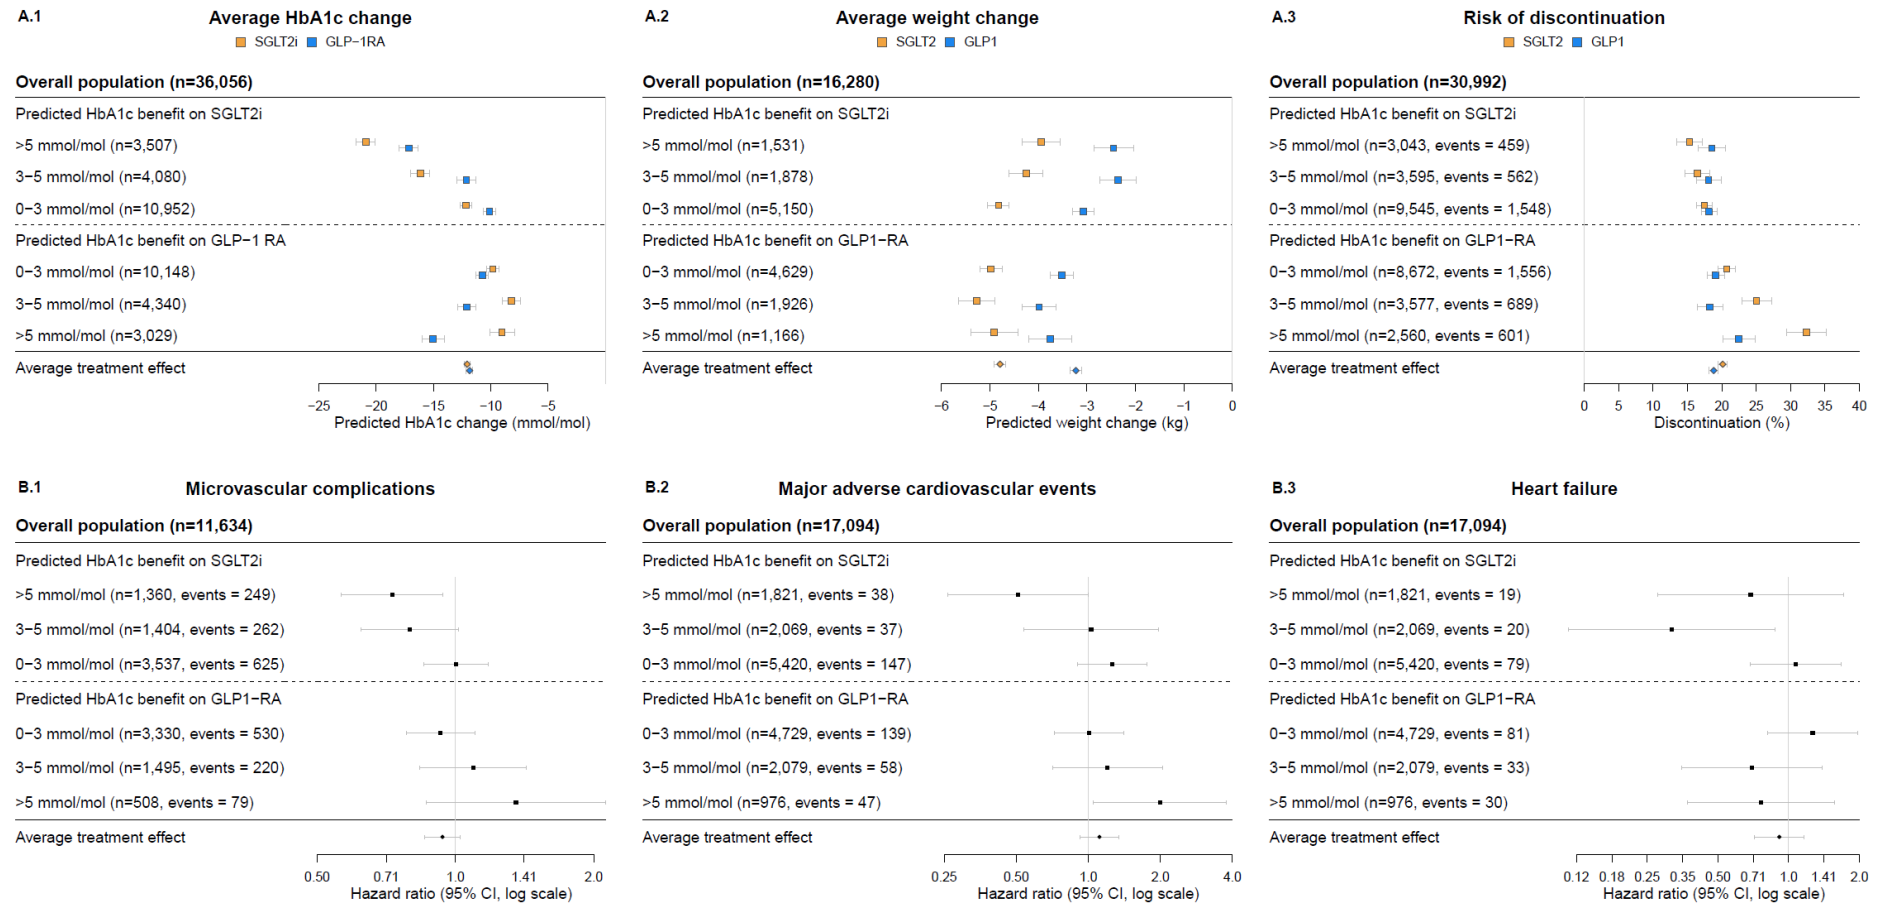 A.1 Average HbA1c change
SGLT2i GLP−1RA
Overall population (n=36,056)
Predicted HbA1c benefit on SGLT2i
>5 mmol/mol (n=3,507)
3−5 mmol/mol (n=4,080)
0−3 mmol/mol (n=10,952)
Predicted HbA1c benefit on GLP−1 RA
0−3 mmol/mol (n=10,148)
3−5 mmol/mol (n=4,340)
>5 mmol/mol (n=3,029)
Average treatment effect
−25 −20 −15 −10 −5
Predicted HbA1c change (mmol/mol)
A.2 Average weight change
SGLT2 GLP1
Overall population (n=16,280)
Predicted HbA1c benefit on SGLT2i
>5 mmol/mol (n=1,531)
3−5 mmol/mol (n=1,878)
0−3 mmol/mol (n=5,150)
Predicted HbA1c benefit on GLP1−RA
0−3 mmol/mol (n=4,629)
3−5 mmol/mol (n=1,926)
>5 mmol/mol (n=1,166)
Average treatment effect
−6 −5 −4 −3 −2 −1 0
Predicted weight change (kg)
A.3 Risk of discontinuation
SGLT2 GLP1
Overall population (n=30,992)
Predicted HbA1c benefit on SGLT2i
>5 mmol/mol (n=3,043, events = 459)
3−5 mmol/mol (n=3,595, events = 562)
0−3 mmol/mol (n=9,545, events = 1,548)
Predicted HbA1c benefit on GLP1−RA
0−3 mmol/mol (n=8,672, events = 1,556)
3−5 mmol/mol (n=3,577, events = 689)
>5 mmol/mol (n=2,560, events = 601)
Average treatment effect
0 5 10 15 20 25 30 35 40
Discontinuation (%)
B.1 Microvascular complications
Overall population (n=11,634)
Predicted HbA1c benefit on SGLT2i
>5 mmol/mol (n=1,360, events = 249)
3−5 mmol/mol (n=1,404, events = 262)
0−3 mmol/mol (n=3,537, events = 625)
Predicted HbA1c benefit on GLP1−RA
0−3 mmol/mol (n=3,330, events = 530)
3−5 mmol/mol (n=1,495, events = 220)
>5 mmol/mol (n=508, events = 79)
Average treatment effect
0.50 0.71 1.0 1.41 2.0
Hazard ratio (95% CI, log scale)
B.2 Major adverse cardiovascular events
Overall population (n=17,094)
Predicted HbA1c benefit on SGLT2i
>5 mmol/mol (n=1,821, events = 38)
3−5 mmol/mol (n=2,069, events = 37)
0−3 mmol/mol (n=5,420, events = 147)
Predicted HbA1c benefit on GLP1−RA
0−3 mmol/mol (n=4,729, events = 139)
3−5 mmol/mol (n=2,079, events = 58)
>5 mmol/mol (n=976, events = 47)
Average treatment effect
0.25 0.50 1.0 2.0 4.0
Hazard ratio (95% CI, log scale)
B.3 Heart failure
Overall population (n=17,094)
Predicted HbA1c benefit on SGLT2i
>5 mmol/mol (n=1,821, events = 19)
3−5 mmol/mol (n=2,069, events = 20)
0−3 mmol/mol (n=5,420, events = 79)
Predicted HbA1c benefit on GLP1−RA
0−3 mmol/mol (n=4,729, events = 81)
3−5 mmol/mol (n=2,079, events = 33)
>5 mmol/mol (n=976, events = 30)
Average treatment effect
0.12 0.18 0.25 0.35 0.50 0.71 1.0 1.41 2.0
Hazard ratio (95% CI, log scale)